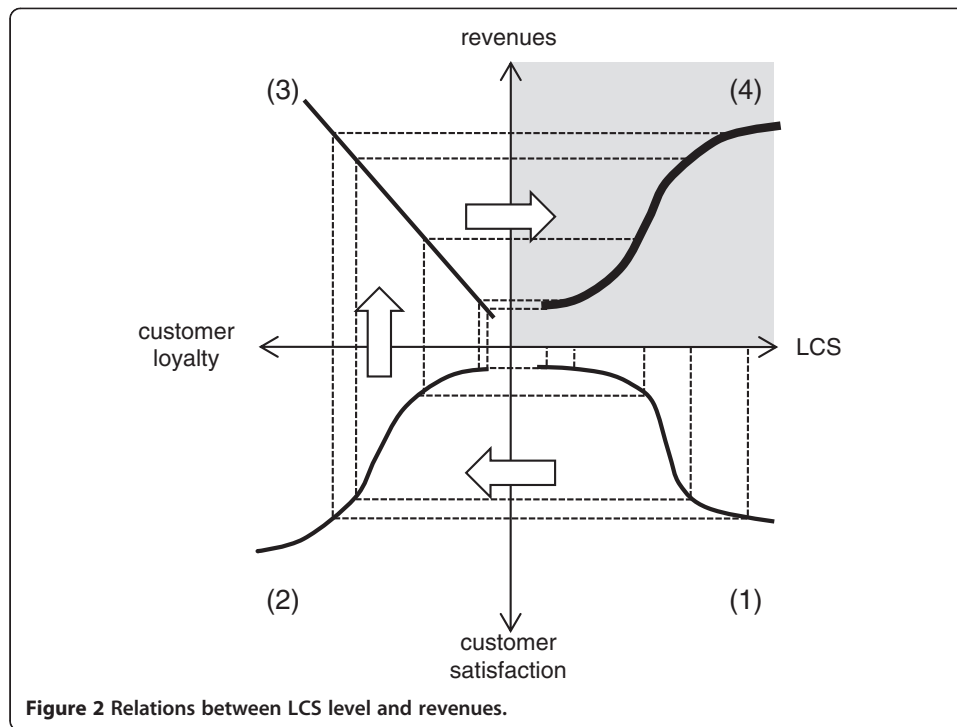 revenues
(3)
(4)
customer
loyalty
LCS
(2)
(1)
customer
satisfaction
Figure 2 Relations between LCS level and revenues.